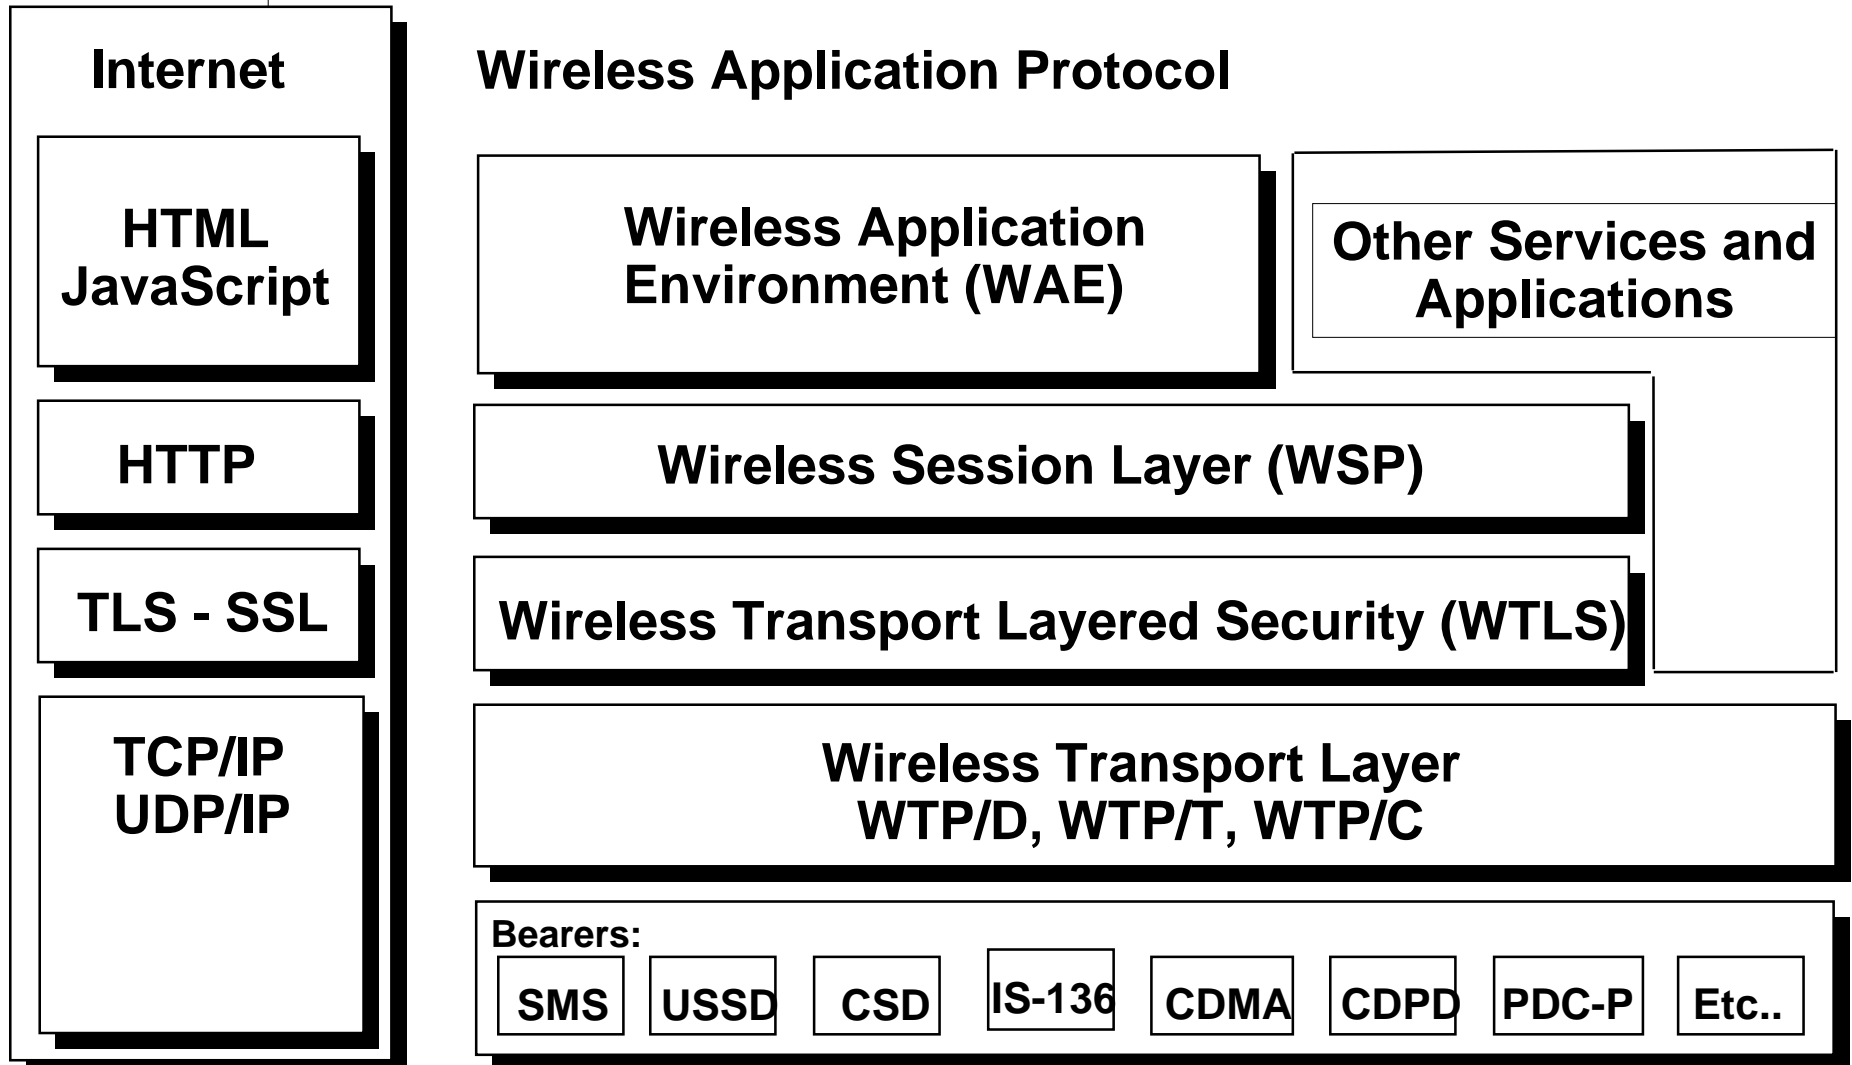 Internet
HTML
JavaScript
HTTP
TLS - SSL
TCP/IP
UDP/IP
Wireless Application Protocol
Wireless Application
Environment (WAE)
Other Services and
Applications
Wireless Session Layer (WSP)
Wireless Transport Layered Security (WTLS)
Wireless Transport Layer
WTP/D, WTP/T, WTP/C
Bearers:
SMS USSD CSD IS-136 CDMA CDPD PDC-P Etc..